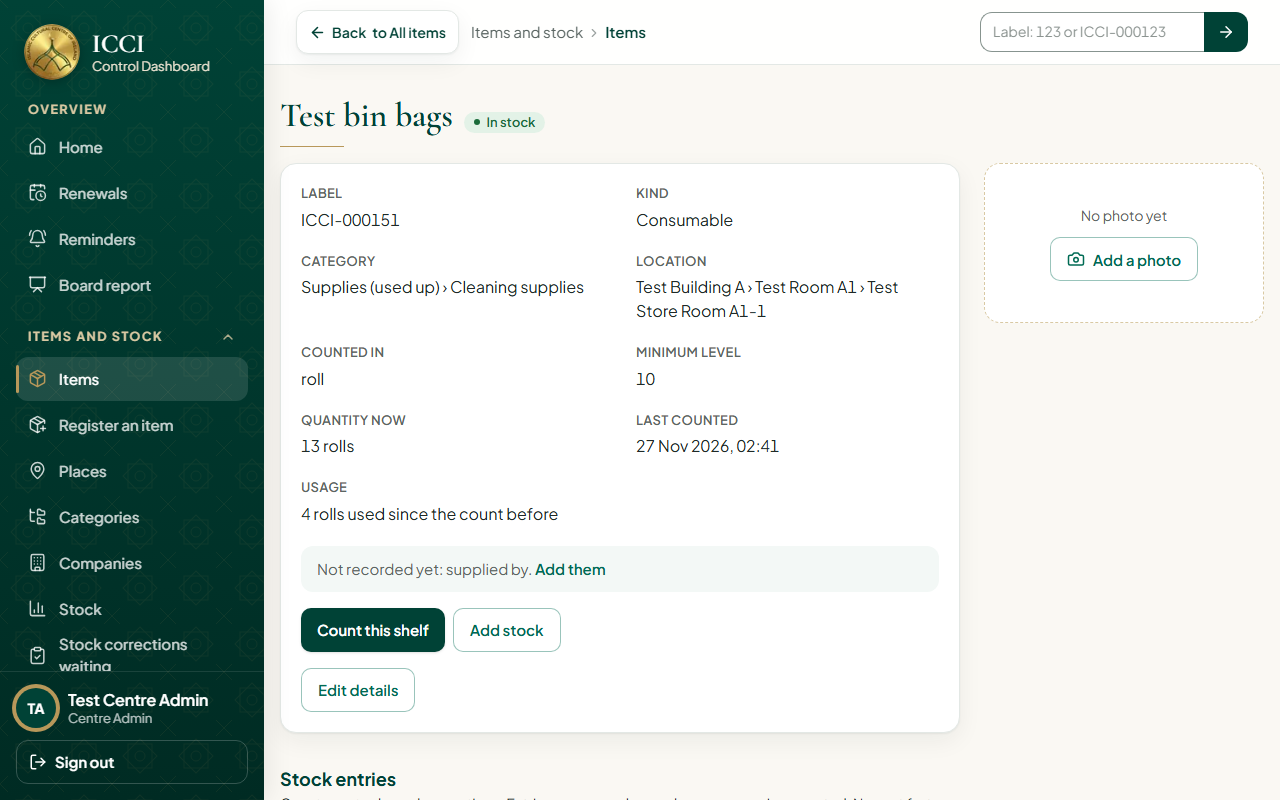 ICCI
Control Dashboard
OVERVIEW
Home
Renewals
Reminders
Board report
ITEMS AND STOCK
Items
Register an item
Places
Categories
Companies
Stock
Stock corrections
waiting
TA
Test Centre Admin
Centre Admin
Sign out
Back to All items
Items and stock › Items
Label: 123 or ICCI-000123
Test bin bags
In stock
LABEL
ICCI-000151
KIND
Consumable
CATEGORY
Supplies (used up) › Cleaning supplies
LOCATION
Test Building A › Test Room A1 › Test
Store Room A1-1
COUNTED IN
roll
MINIMUM LEVEL
10
QUANTITY NOW
13 rolls
LAST COUNTED
27 Nov 2026, 02:41
USAGE
4 rolls used since the count before
Not recorded yet: supplied by. Add them
Count this shelf
Add stock
Edit details
No photo yet
Add a photo
Stock entries